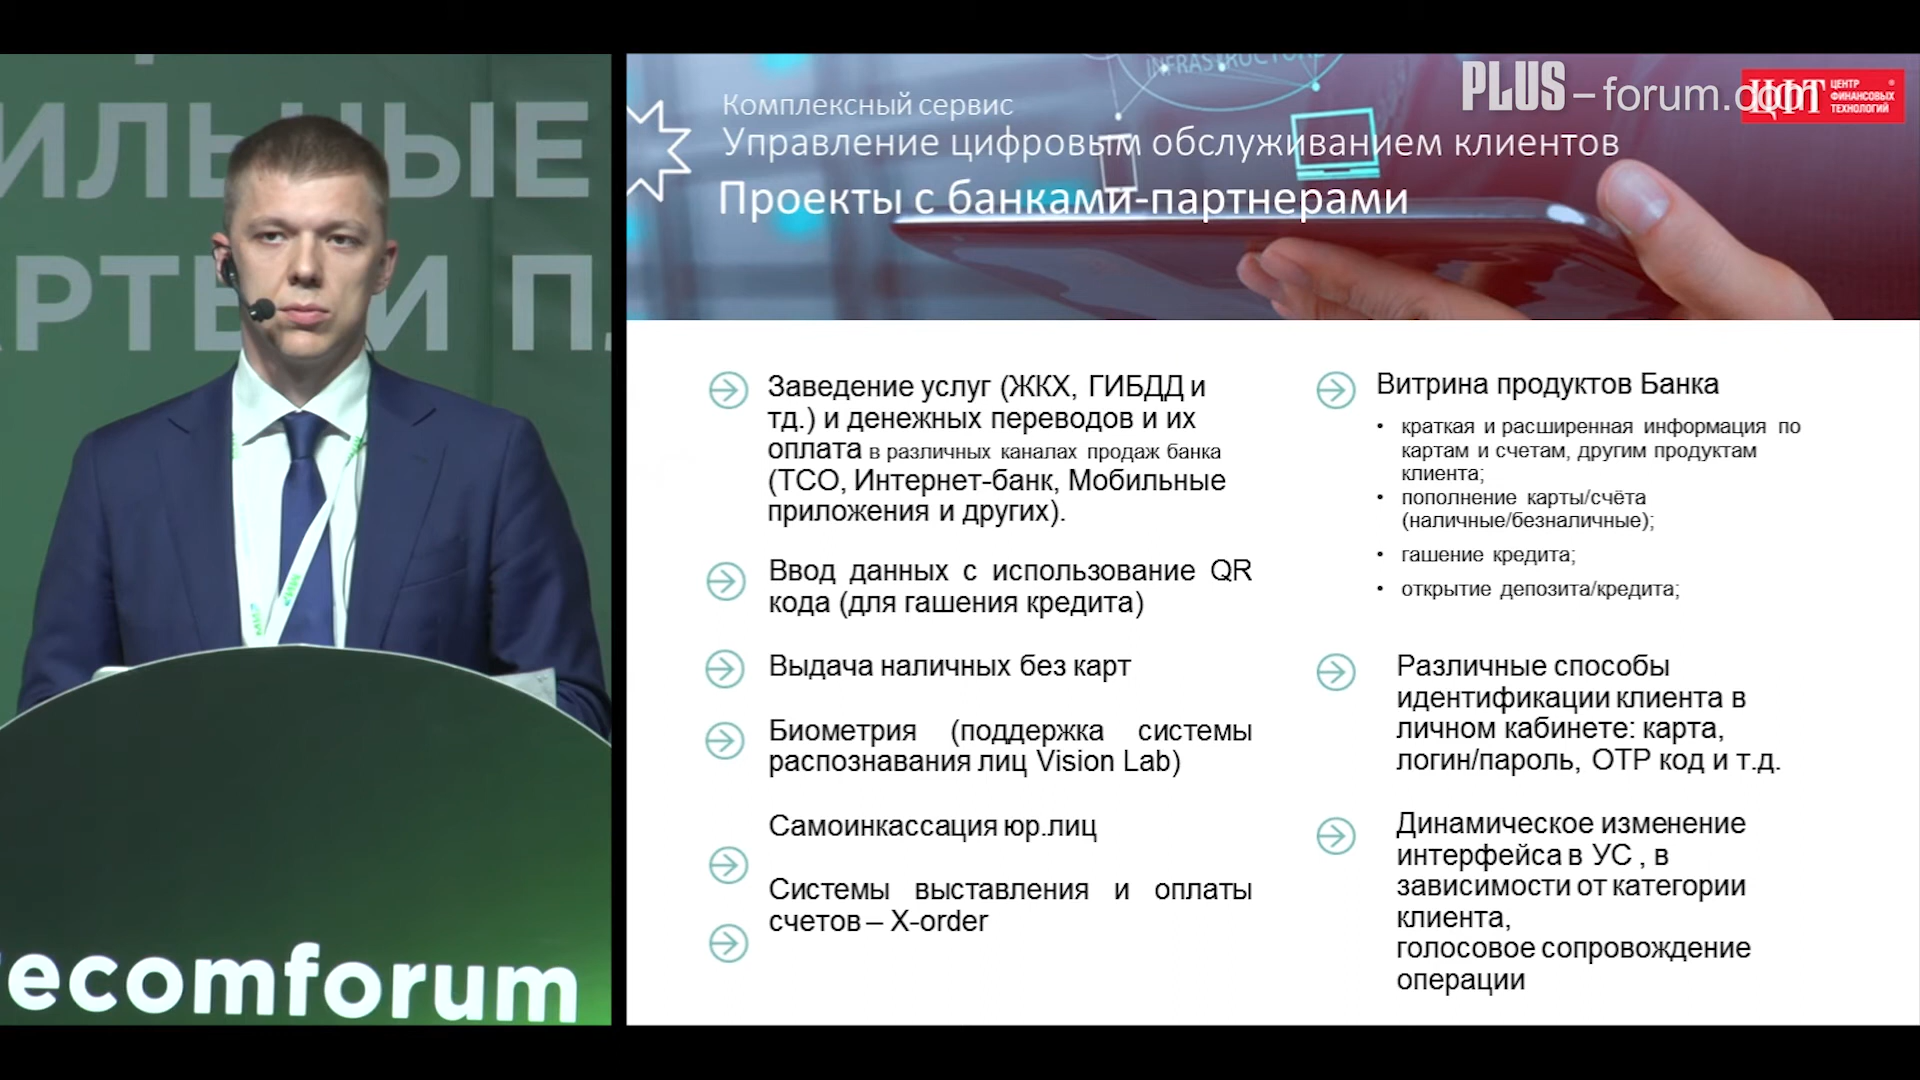 ИЛЬНЫЕ
АРТЫ И П
ecomforum
INFRASTRUCTURE
PLUS – forum.com
ЦФТ
ЦЕНТР
ФИНАНСОВЫХ
ТЕХНОЛОГИЙ
Комплексный сервис
Управление цифровым обслуживанием клиентов
Проекты с банками-партнерами
Заведение услуг (ЖКХ, ГИБДД и
тд.) и денежных переводов и их
оплата в различных каналах продаж банка
(ТСО, Интернет-банк, Мобильные
приложения и других).
Ввод данных с использование QR
кода (для гашения кредита)
Выдача наличных без карт
Биометрия (поддержка системы
распознавания лиц Vision Lab)
Самоинкассация юр.лиц
Системы выставления и оплаты
счетов – X-order
Витрина продуктов Банка
• краткая и расширенная информация по
картам и счетам, другим продуктам
клиента;
• пополнение карты/счёта
(наличные/безналичные);
• гашение кредита;
• открытие депозита/кредита;
Различные способы
идентификации клиента в
личном кабинете: карта,
логин/пароль, OTP код и т.д.
Динамическое изменение
интерфейса в УС , в
зависимости от категории
клиента,
голосовое сопровождение
операции